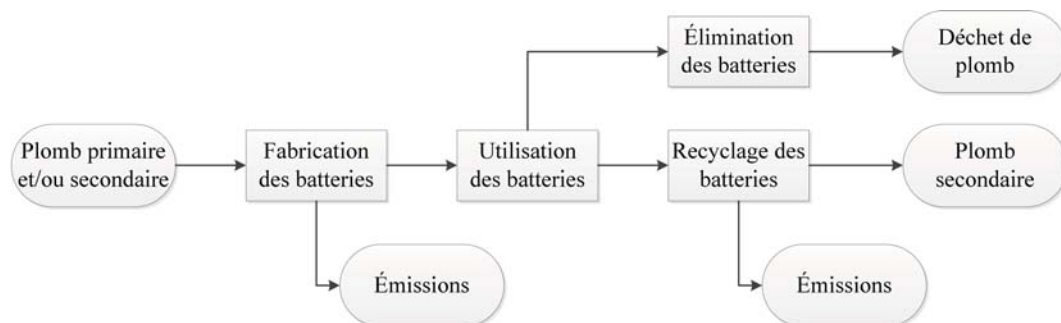 Élimination
des batteries
Déchet de
plomb
Plomb primaire
et/ou secondaire
Fabrication
des batteries
Utilisation
des batteries
Recyclage des
batteries
Plomb
secondaire
Émissions
Émissions